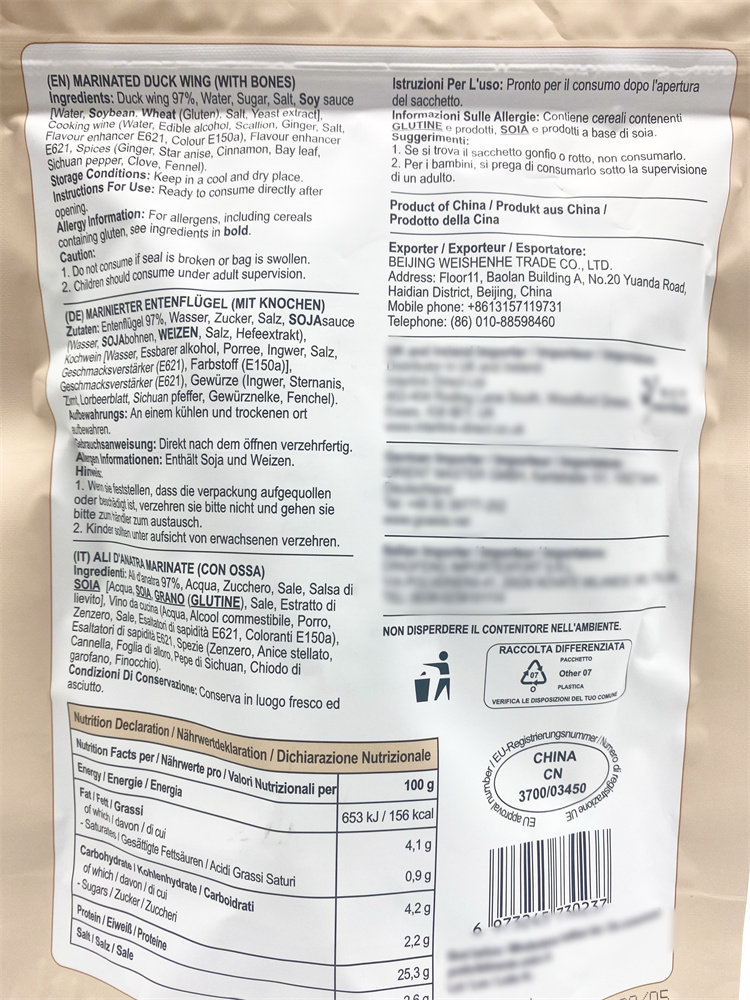 (EN) MARINATED DUCK WING (WITH BONES)
Ingredients: Duck wing 97%, Water, Sugar, Salt, Soy sauce
[Water, Soybean, Wheat (Gluten), Salt, Yeast extract],
Cooking wine (Water, Edible alcohol, Scallion, Ginger, Salt,
Flavour enhancer E621, Colour E150a), Flavour enhancer
E621, Spices (Ginger, Star anise, Cinnamon, Bay leaf,
Sichuan pepper, Clove, Fennel).
Storage Conditions: Keep in a cool and dry place.
Instructions For Use: Ready to consume directly after
opening.
Allergy Information: For allergens, including cereals
containing gluten, see ingredients in bold.
Caution:
1. Do not consume if seal is broken or bag is swollen.
2. Children should consume under adult supervision.
(DE) MARINIERTER ENTENFLÜGEL (MIT KNOCHEN)
Zutaten: Entenflügel 97%, Wasser, Zucker, Salz, SOJAsauce
[Wasser, SOJAbohnen, WEIZEN, Salz, Hefeextrakt),
Kochwein [Wasser, Essbarer alkohol, Porree, Ingwer, Salz,
Geschmacksverstärker (E621), Farbstoff (E150a)],
Geschmacksverstärker (E621), Gewürze (Ingwer, Sternanis,
Zimt, Lorbeerblatt, Sichuan pfeffer, Gewürznelke, Fenchel).
Aufbewahrungs: An einem kühlen und trockenen ort
aufbewahren.
Gebrauchsanweisung: Direkt nach dem öffnen verzehrfertig.
Allergen Informationen: Enthält Soja und Weizen.
Hinweis:
1. Wenn sie feststellen, dass die verpackung aufgequollen
oder beschädigt ist, verzehren sie bitte nicht und gehen sie
bitte zum händler zum austausch.
2. Kinder sollten unter aufsicht von erwachsenen verzehren.
(IT) ALI D'ANATRA MARINATE (CON OSSA)
Ingredienti: Ali d'anatra 97%, Acqua, Zucchero, Sale, Salsa di
SOIA [Acqua, SOIA, GRANO (GLUTINE), Sale, Estratto di
lievito], Vino da cucina (Acqua, Alcool commestibile, Porro,
Zenzero, Sale, Esaltatori di sapidità E621, Coloranti E150a),
Esaltatori di sapidità E621, Spezie (Zenzero, Anice stellato,
Cannella, Foglia di alloro, Pepe di Sichuan, Chiodo di
garofano, Finocchio).
Condizioni Di Conservazione: Conserva in luogo fresco ed
asciutto.
Nutrition Declaration / Nährwertdeklaration / Dichiarazione Nutrizionale
Nutrition Facts per / Nährwerte pro / Valori Nutrizionali per 100 g
Energy / Energie / Energia 653 kJ / 156 kcal
Fat / Fett / Grassi 4,1 g
of which / davon / di cui
- Saturates / Gesättigte Fettsäuren / Acidi Grassi Saturi 0,9 g
Carbohydrate / Kohlenhydrate / Carboidrati 4,2 g
of which / davon / di cui
- Sugars / Zucker / Zuccheri 2,2 g
Protein / Eiweiß / Proteine 25,3 g
Salt / Salz / Sale
Istruzioni Per L'uso: Pronto per il consumo dopo l'apertura
del sacchetto.
Informazioni Sulle Allergie: Contiene cereali contenenti
GLUTINE e prodotti, SOIA e prodotti a base di soia.
Suggerimenti:
1. Se si trova il sacchetto gonfio o rotto, non consumarlo.
2. Per i bambini, si prega di consumarlo sotto la supervisione
di un adulto.
Product of China / Produkt aus China /
Prodotto della Cina
Exporter / Exporteur / Esportatore:
BEIJING WEISHENHE TRADE CO., LTD.
Address: Floor11, Baolan Building A, No.20 Yuanda Road,
Haidian District, Beijing, China
Mobile phone: +8613157119731
Telephone: (86) 010-88598460
NON DISPERDERE IL CONTENITORE NELL'AMBIENTE.
RACCOLTA DIFFERENZIATA
PACCHETTO
07 Other 07
O PLASTICA
VERIFICA LE DISPOSIZIONI DEL TUO COMUNE
EU approval number / EU-Registrierungsnummer / Numero di registrazione UE
CHINA
CN
3700/03450